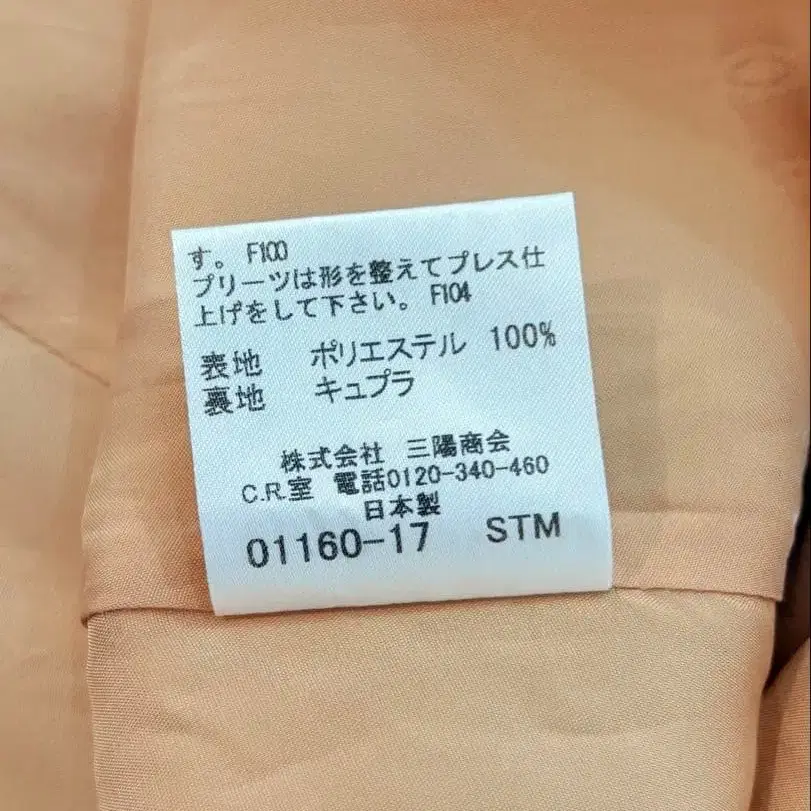 す。 F100
プリーツは形を整えてプレス仕
上げをして下さい。 F104
表地 ポリエステル 100%
裏地 キュプラ
株式会社 三陽商会
C.R.室 電話0120-340-460
日本製
01160-17 STM